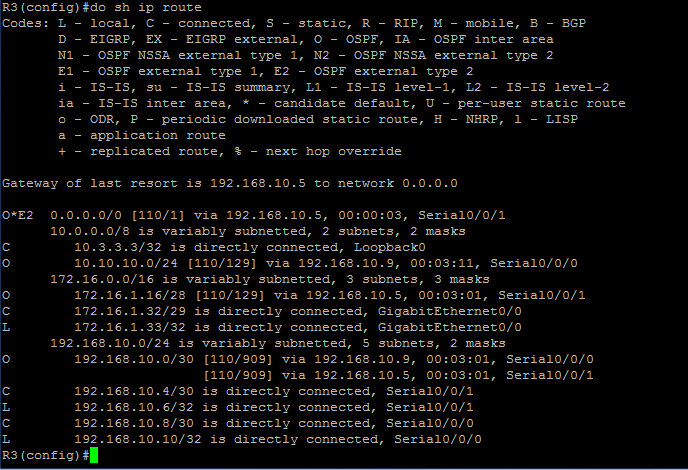 R3(config)#do sh ip route
Codes: L - local, C - connected, S - static, R - RIP, M - mobile, B - BGP
       D - EIGRP, EX - EIGRP external, O - OSPF, IA - OSPF inter area
       N1 - OSPF NSSA external type 1, N2 - OSPF NSSA external type 2
       E1 - OSPF external type 1, E2 - OSPF external type 2
       i - IS-IS, su - IS-IS summary, L1 - IS-IS level-1, L2 - IS-IS level-2
       ia - IS-IS inter area, * - candidate default, U - per-user static route
       o - ODR, P - periodic downloaded static route, H - NHRP, l - LISP
       a - application route
       + - replicated route, % - next hop override

Gateway of last resort is 192.168.10.5 to network 0.0.0.0

O*E2  0.0.0.0/0 [110/1] via 192.168.10.5, 00:00:03, Serial0/0/1
      10.0.0.0/8 is variably subnetted, 2 subnets, 2 masks
C        10.3.3.3/32 is directly connected, Loopback0
O        10.10.10.0/24 [110/129] via 192.168.10.9, 00:03:11, Serial0/0/0
      172.16.0.0/16 is variably subnetted, 3 subnets, 3 masks
O        172.16.1.16/28 [110/129] via 192.168.10.5, 00:03:01, Serial0/0/1
C        172.16.1.32/29 is directly connected, GigabitEthernet0/0
L        172.16.1.33/32 is directly connected, GigabitEthernet0/0
      192.168.10.0/24 is variably subnetted, 5 subnets, 2 masks
O        192.168.10.0/30 [110/909] via 192.168.10.9, 00:03:01, Serial0/0/0
                         [110/909] via 192.168.10.5, 00:03:01, Serial0/0/1
C        192.168.10.4/30 is directly connected, Serial0/0/1
L        192.168.10.6/32 is directly connected, Serial0/0/1
C        192.168.10.8/30 is directly connected, Serial0/0/0
L        192.168.10.10/32 is directly connected, Serial0/0/0
R3(config)#